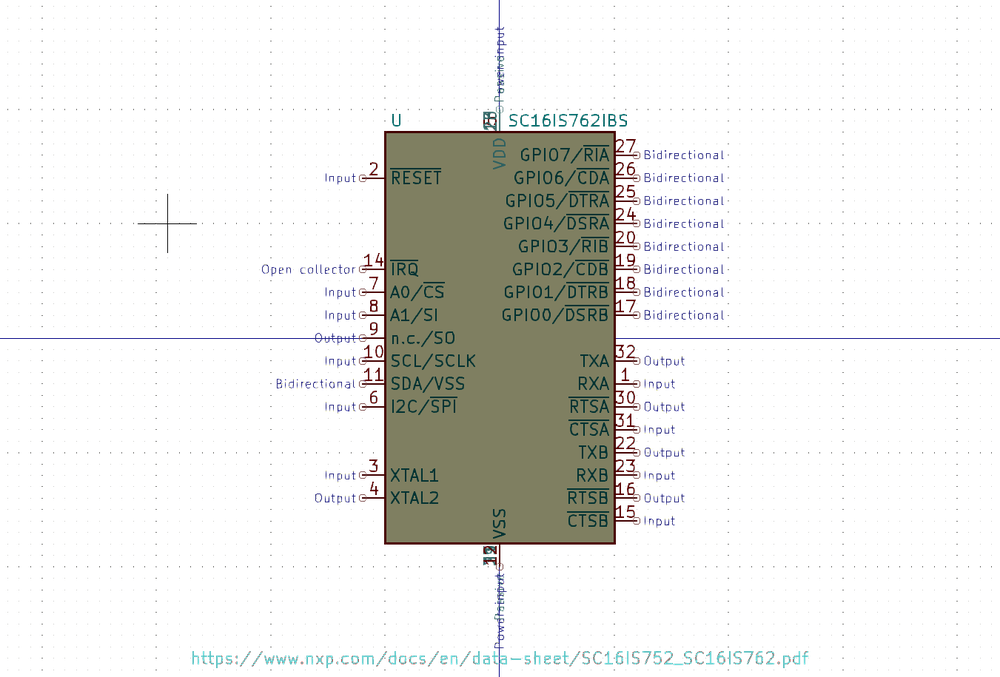 U SC16IS762IBS
VDD
27 GPIO7/RIA Bidirectional
Input 2 RESET 26 GPIO6/CDA Bidirectional
25 GPIO5/DTRA Bidirectional
24 GPIO4/DSRA Bidirectional
20 GPIO3/RIB Bidirectional
Open collector 14 IRQ 19 GPIO2/CDB Bidirectional
Input 7 A0/CS 18 GPIO1/DTRB Bidirectional
Input 8 A1/SI 17 GPIO0/DSRB Bidirectional
Output 9 n.c./SO
Input 10 SCL/SCLK 32 TXA Output
Bidirectional 11 SDA/VSS 1 RXA Input
Input 6 I2C/SPI 30 RTSA Output
31 CTSA Input
22 TXB Output
Input 3 XTAL1 23 RXB Input
Output 4 XTAL2 16 RTSB Output
15 CTSB Input
VSS
https://www.nxp.com/docs/en/data-sheet/SC16IS752_SC16IS762.pdf